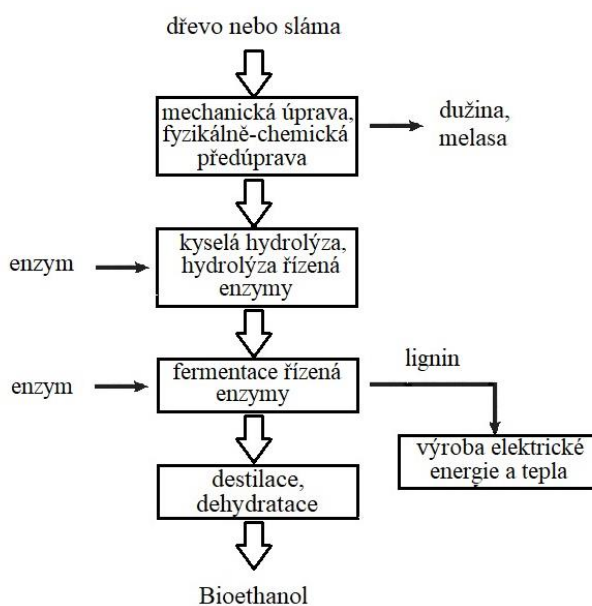 dřevo nebo sláma
mechanická úprava,
fyzikálně-chemická
předúprava
dužina,
melasa
enzym
kyselá hydrolýza,
hydrolýza řízená
enzymy
enzym
fermentace řízená
enzymy
lignin
výroba elektrické
energie a tepla
destilace,
dehydratace
Bioethanol